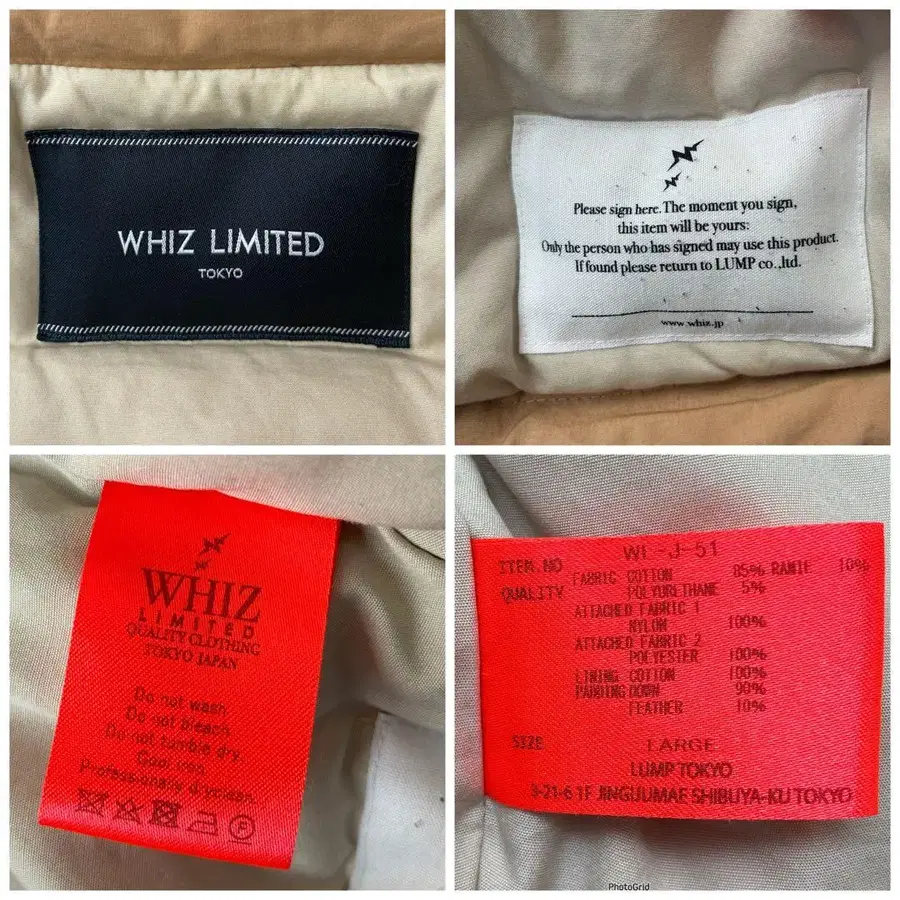 WHIZ LIMITED
TOKYO
Please sign here. The moment you sign,
this item will be yours:
Only the person who has signed may use this product.
If found please return to LUMP co.,ltd.
www.whiz.jp
WHIZ
LIMITED
QUALITY CLOTHING
TOKYO JAPAN
Do not wash
Do not bleach
Do not tumble dry.
Cool iron
Professionally dryclean.
ITEM.NO WL-J-51
QUALITY FABRIC COTTON 85% RAMIE 10%
POLYURETHANE 5%
ATTACHED FABRIC 1
NYLON 100%
ATTACHED FABRIC 2
POLYESTER 100%
LINING COTTON 100%
PADDING DOWN 90%
FEATHER 10%
SIZE LARGE
LUMP TOKYO
3-21-6 1F JINGUUMAE SHIBUYA-KU TOKYO
PhotoGrid